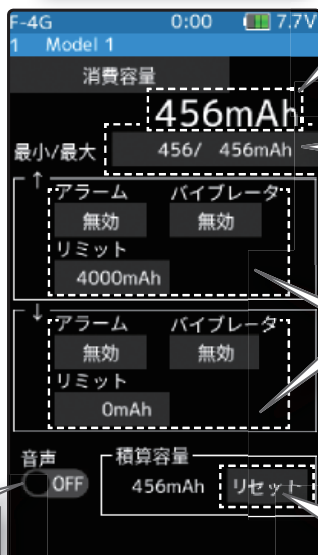 F-4G 0:00 7.7V
1 Model 1
消費容量
456mAh
最小/最大 456/ 456mAh
↑
アラーム バイブレータ
無効 無効
リミット
4000mAh
↓
アラーム バイブレータ
無効 無効
リミット
0mAh
音声 積算容量
OFF 456mAh リセット